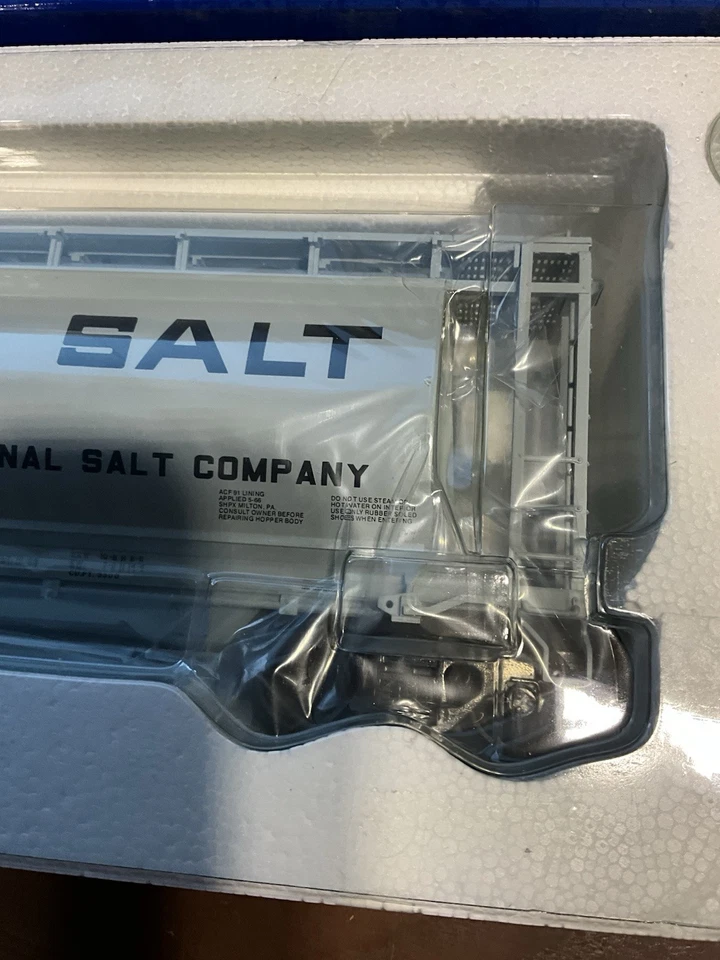 SALT
NAL SALT COMPANY
ACF 91 LINING
APPLIED 5-66
SHPX MILTON, PA.
CONSULT OWNER BEFORE
REPAIRING HOPPER BODY
DO NOT USE STEAM OR
HOT WATER ON INTERIOR
USE ONLY RUBBER SOLED
SHOES WHEN ENTERING